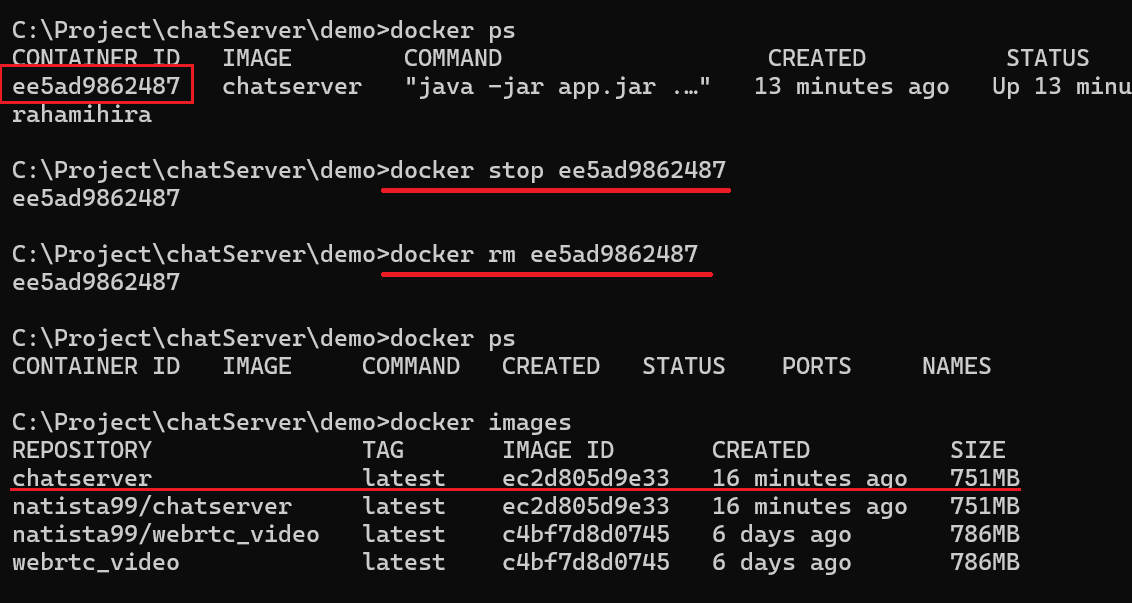 C:\Project\chatServer\demo>docker ps
CONTAINER ID   IMAGE        COMMAND                   CREATED          STATUS
ee5ad9862487   chatserver   "java -jar app.jar .…"   13 minutes ago   Up 13 minu
rahamihira
C:\Project\chatServer\demo>docker stop ee5ad9862487
ee5ad9862487
C:\Project\chatServer\demo>docker rm ee5ad9862487
ee5ad9862487
C:\Project\chatServer\demo>docker ps
CONTAINER ID   IMAGE     COMMAND   CREATED   STATUS    PORTS     NAMES
C:\Project\chatServer\demo>docker images
REPOSITORY               TAG       IMAGE ID       CREATED          SIZE
chatserver               latest    ec2d805d9e33   16 minutes ago   751MB
natista99/chatserver     latest    ec2d805d9e33   16 minutes ago   751MB
natista99/webrtc_video   latest    c4bf7d8d0745   6 days ago       786MB
webrtc_video             latest    c4bf7d8d0745   6 days ago       786MB